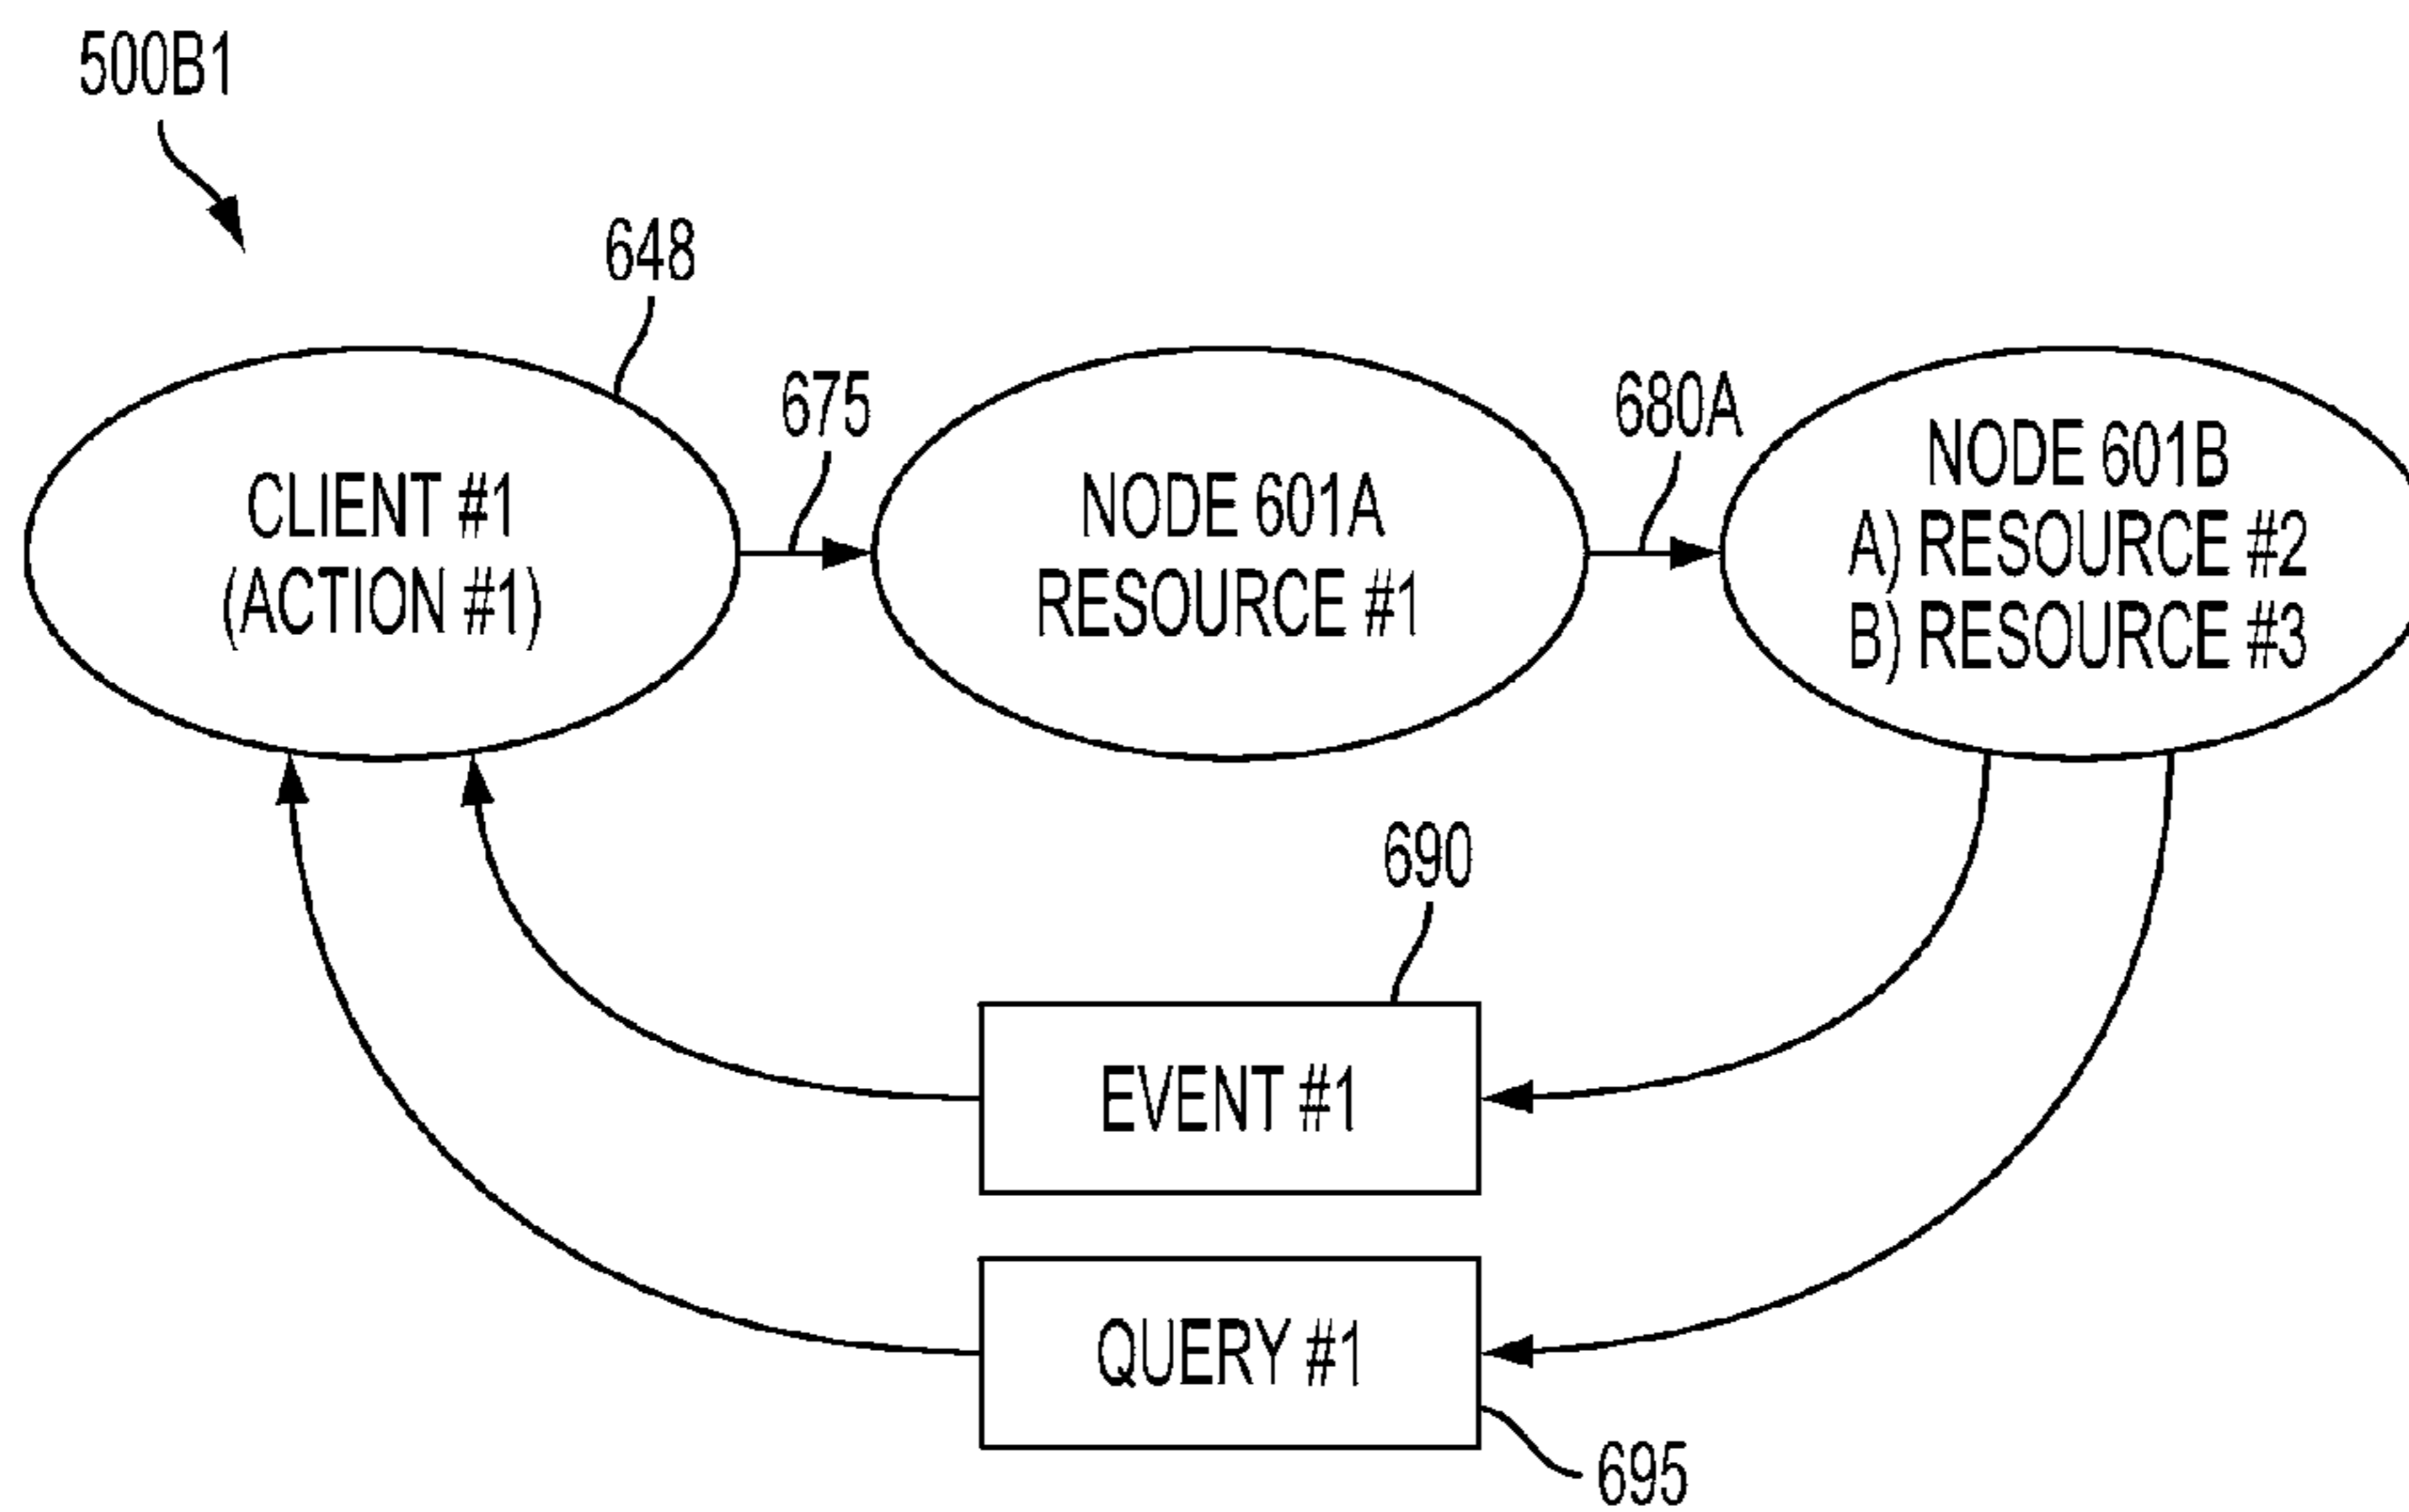 500B1
648
675
680A
CLIENT #1
(ACTION #1)
NODE 601A
RESOURCE #1
NODE 601B
A) RESOURCE #2
B) RESOURCE #3
690
EVENT #1
QUERY #1
695